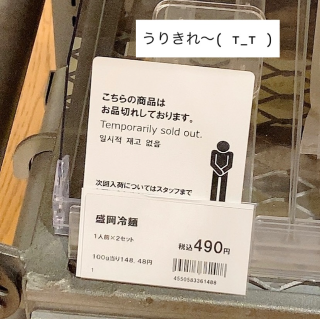 うりきれ〜( т_т )
こちらの商品は
お品切れしております。
Temporarily sold out.
일시적 재고 없음
次回入荷についてはスタッフまで
盛岡冷麺
1人前×2セット
税込490円
100g当り148.48円
1
4550583261488